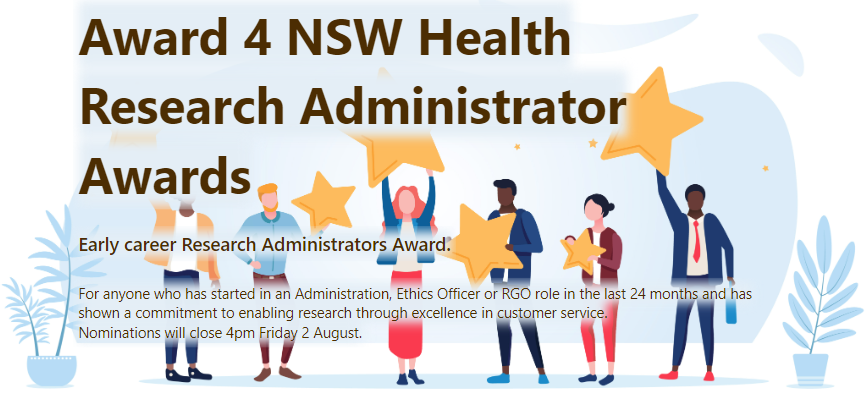 Award 4 NSW Health
Research Administrator
Awards
Early career Research Administrators Award.
For anyone who has started in an Administration, Ethics Officer or RGO role in the last 24 months and has
shown a commitment to enabling research through excellence in customer service.
Nominations will close 4pm Friday 2 August.